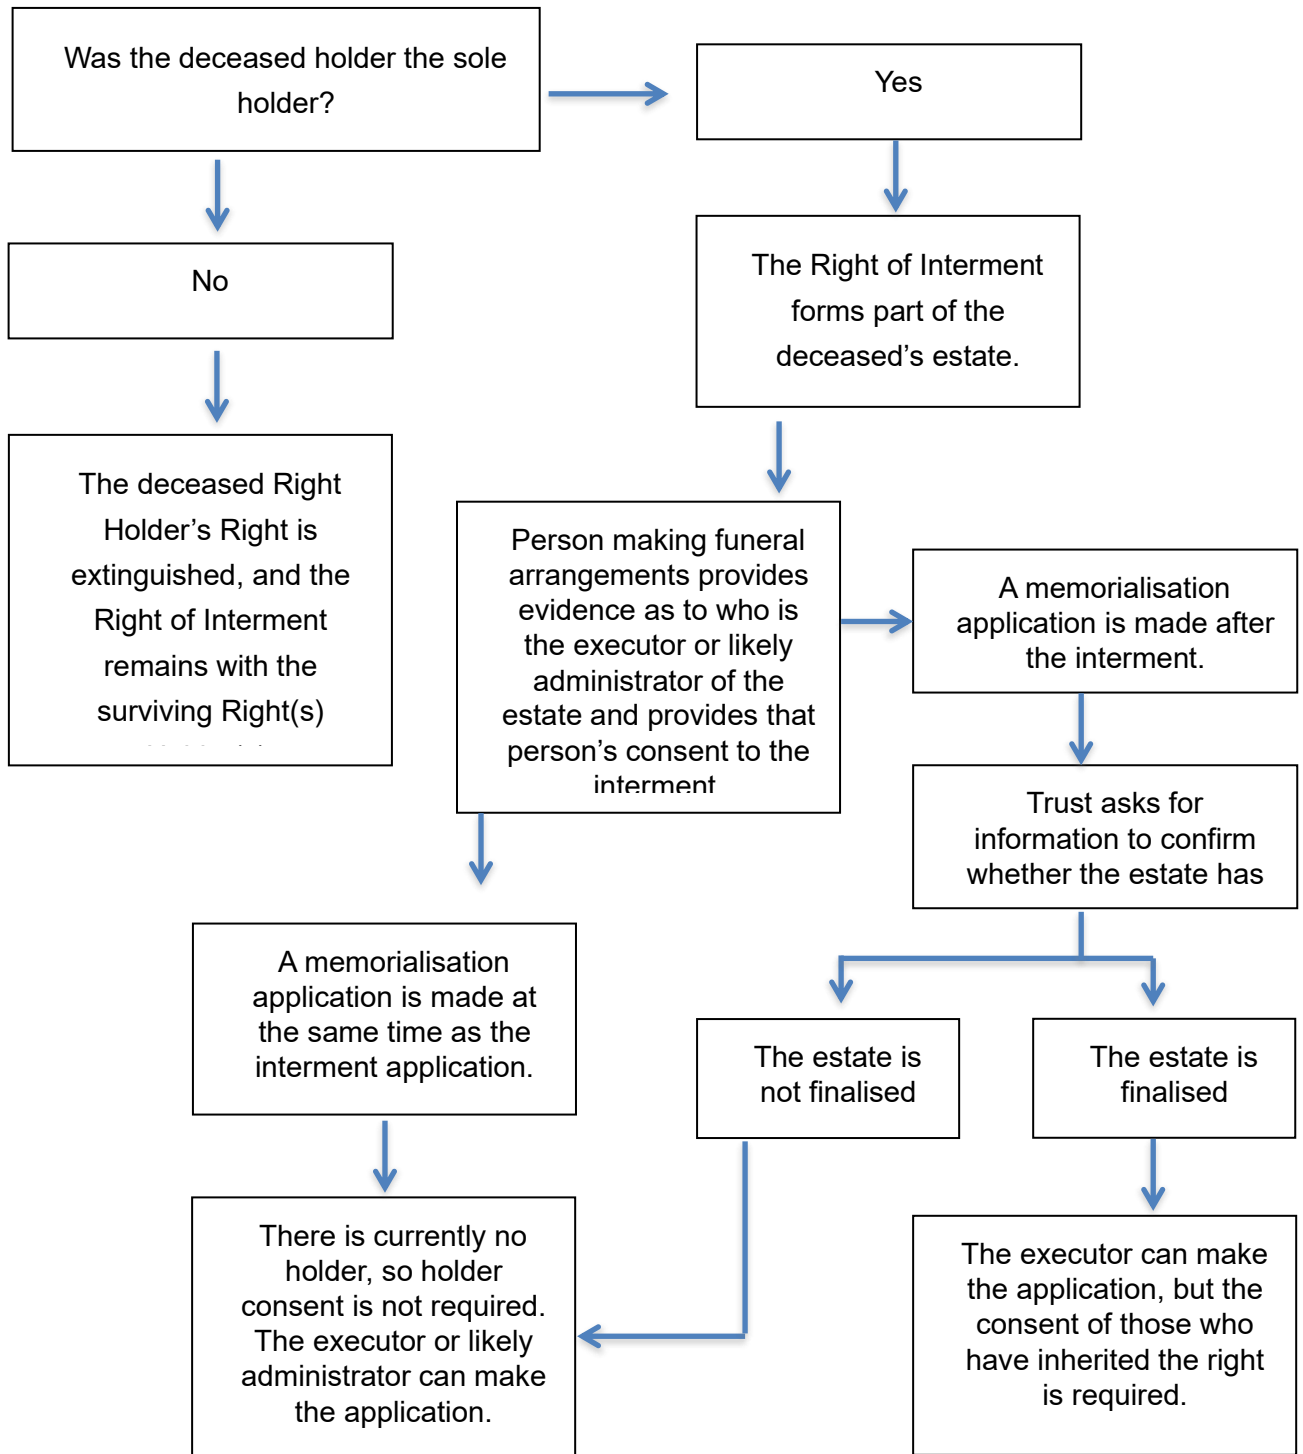 Was the deceased holder the sole
holder?
Yes
No
The Right of Interment
forms part of the
deceased’s estate.
The deceased Right
Holder’s Right is
extinguished, and the
Right of Interment
remains with the
surviving Right(s)
Person making funeral
arrangements provides
evidence as to who is
the executor or likely
administrator of the
estate and provides that
person’s consent to the
interment
A memorialisation
application is made after
the interment.
Trust asks for
information to confirm
whether the estate has
A memorialisation
application is made at
the same time as the
interment application.
The estate is
not finalised
The estate is
finalised
There is currently no
holder, so holder
consent is not required.
The executor or likely
administrator can make
the application.
The executor can make
the application, but the
consent of those who
have inherited the right
is required.